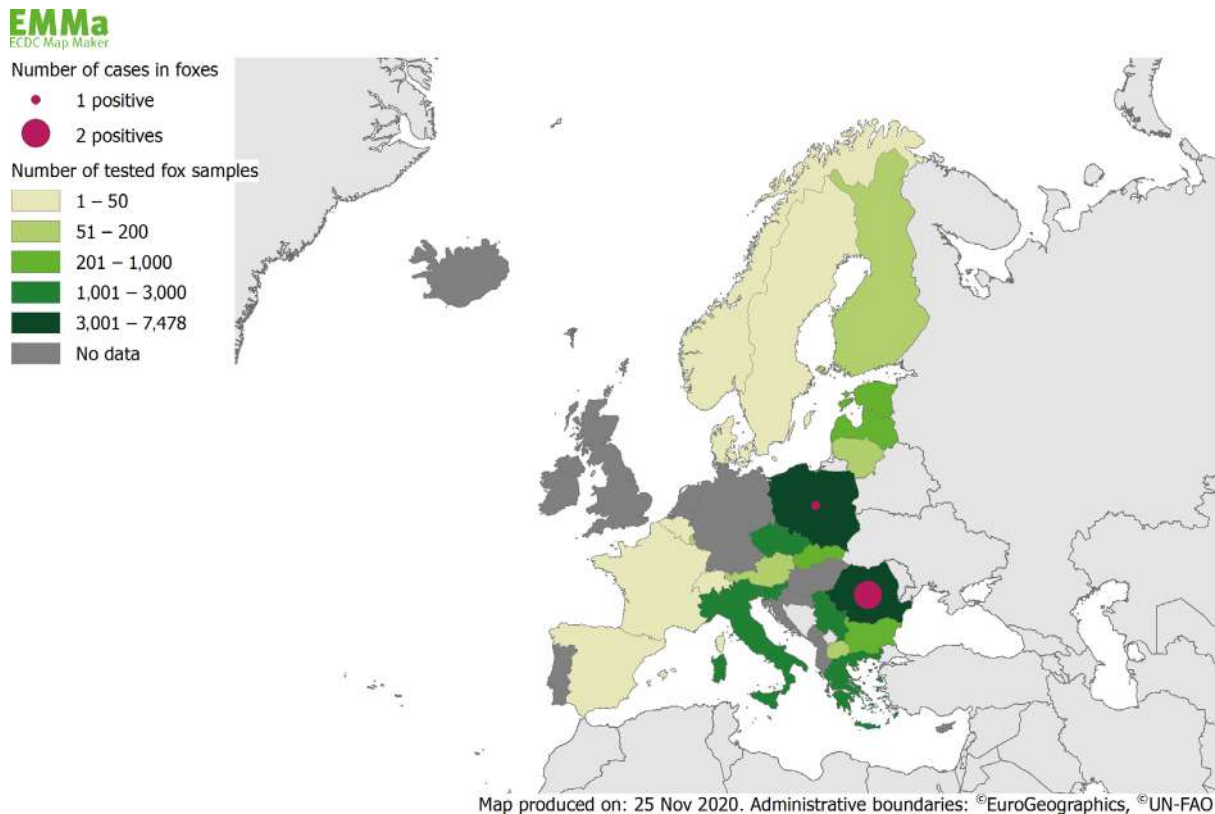 EMMa
ECDC Map Maker
Number of cases in foxes
1 positive
2 positives
Number of tested fox samples
1 – 50
51 – 200
201 – 1,000
1,001 – 3,000
3,001 – 7,478
No data
Map produced on: 25 Nov 2020. Administrative boundaries: ©EuroGeographics, ©UN-FAO